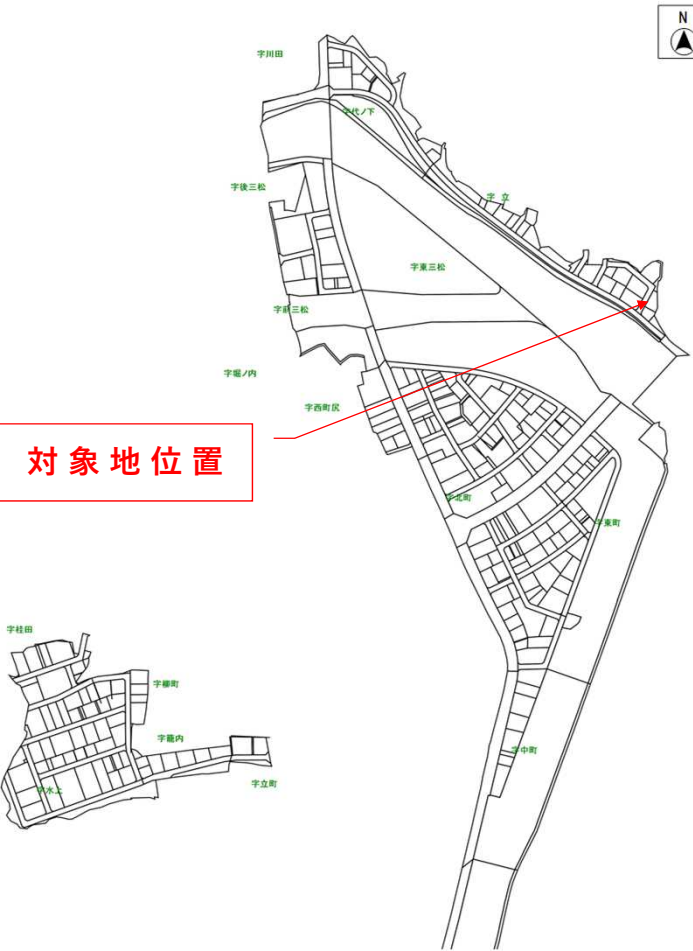 N
字川田
字代ノ下
字後三松
字 立
字東三松
字前三松
字堀ノ内
字西町尻
対象地位置
字北町
字東町
字桂田
字柳町
字籠内
字中町
字水上
字立町